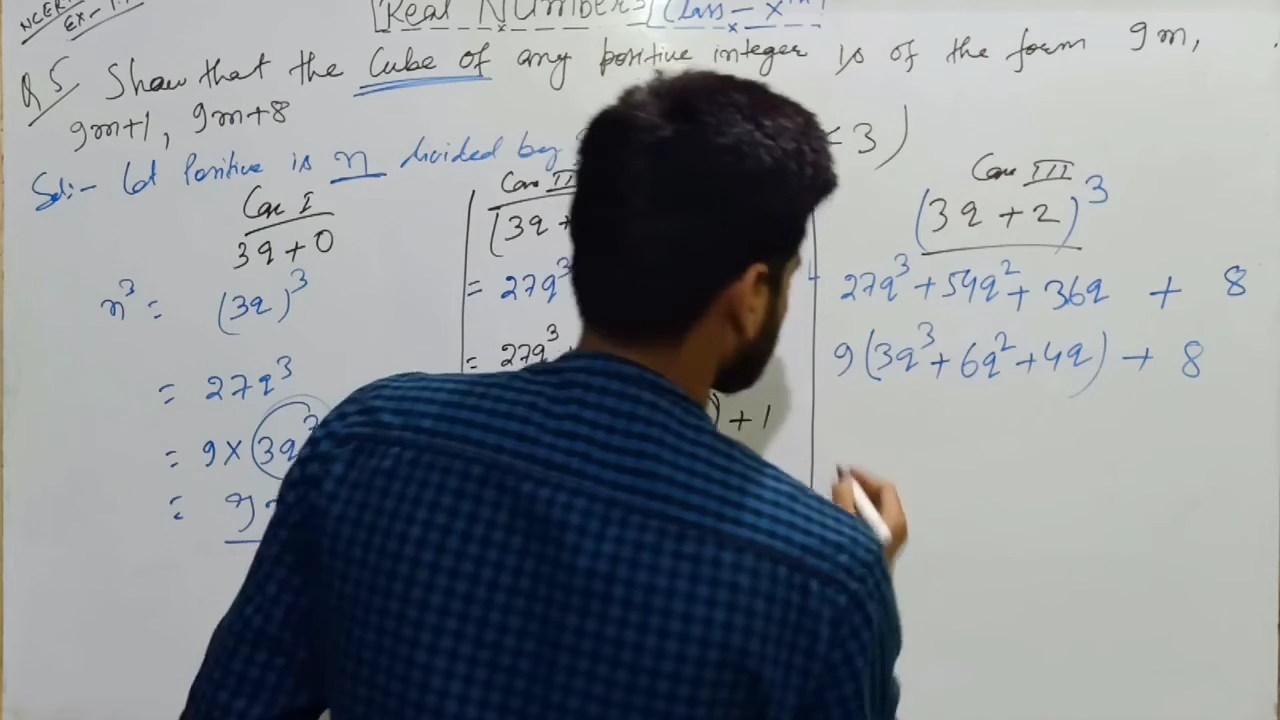 NCERT
Ex-1.1
Real Numbers Class - Xth
Q5 Show that the Cube of any positive integer is of the form 9m,
9m+1, 9m+8
Sol:- Let Positive is n divided by
< 3)
Case I
3q + 0
n³ = (3q)³
= 27q³
= 9 × (3q³
=
Case II
(3q +
= 27q³
= 27q³
) + 1
Case III
(3q + 2)³
27q³ + 54q² + 36q + 8
9(3q³ + 6q² + 4q) + 8